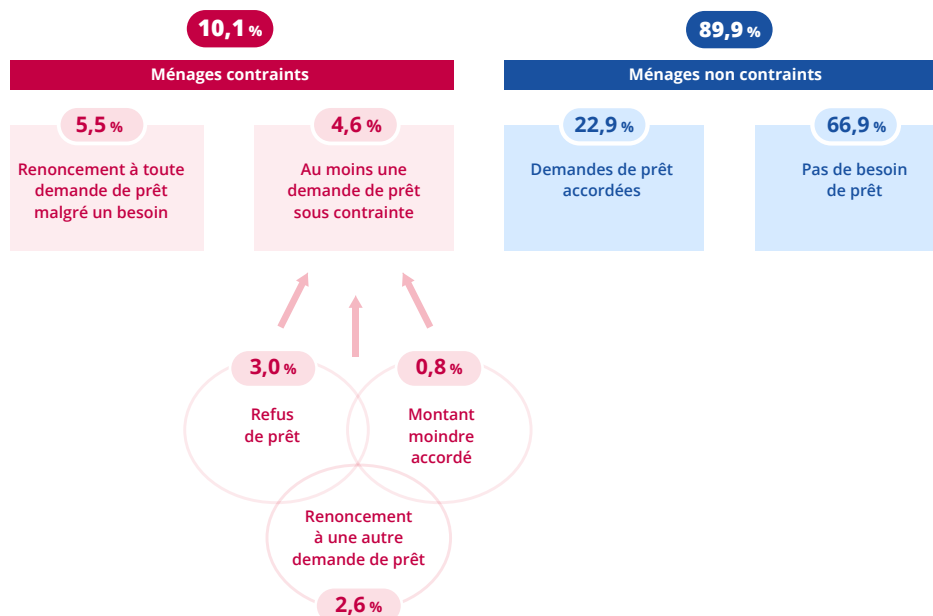 10,1 %
89,9 %
Ménages contraints
Ménages non contraints
5,5 %
Renoncement à toute
demande de prêt
malgré un besoin
4,6 %
Au moins une
demande de prêt
sous contrainte
22,9 %
Demandes de prêt
accordées
66,9 %
Pas de besoin
de prêt
3,0 %
Refus
de prêt
0,8 %
Montant
moindre
accordé
Renoncement
à une autre
demande de prêt
2,6 %